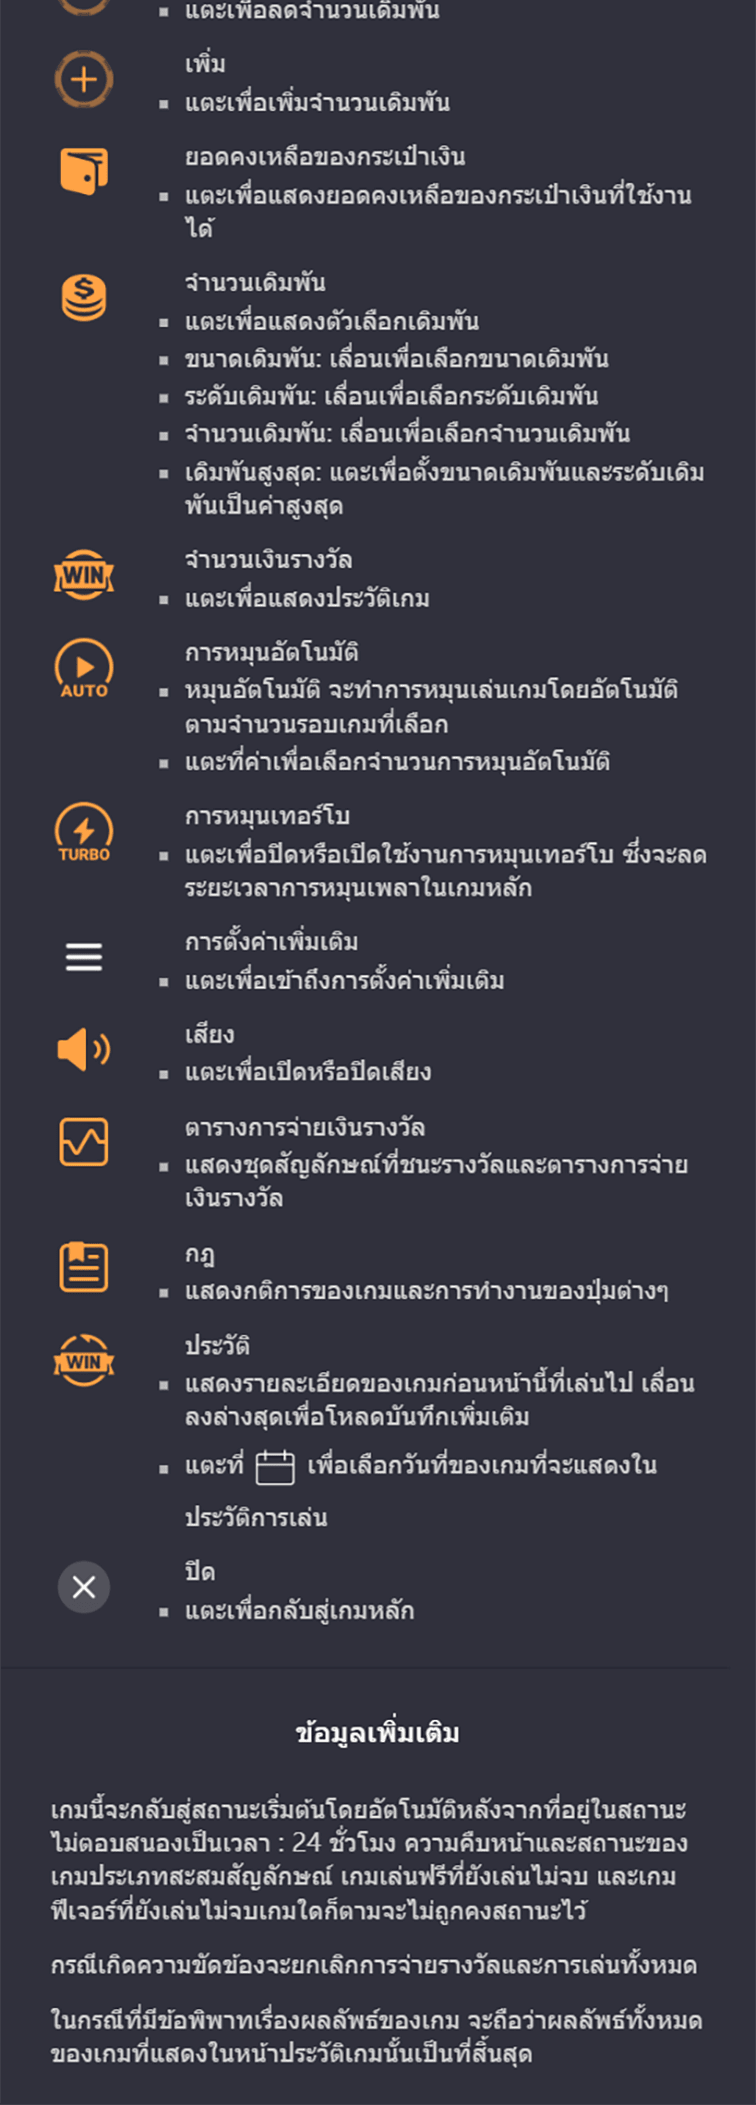 แตะเพื่อลดจำนวนเดิมพัน
เพิ่ม
แตะเพื่อเพิ่มจำนวนเดิมพัน
ยอดคงเหลือของกระเป๋าเงิน
แตะเพื่อแสดงยอดคงเหลือของกระเป๋าเงินที่ใช้งาน
ได้
จำนวนเดิมพัน
แตะเพื่อแสดงตัวเลือกเดิมพัน
ขนาดเดิมพัน: เลื่อนเพื่อเลือกขนาดเดิมพัน
ระดับเดิมพัน: เลื่อนเพื่อเลือกระดับเดิมพัน
จำนวนเดิมพัน: เลื่อนเพื่อเลือกจำนวนเดิมพัน
เดิมพันสูงสุด: แตะเพื่อตั้งขนาดเดิมพันและระดับเดิม
พันเป็นค่าสูงสุด
WIN
จำนวนเงินรางวัล
แตะเพื่อแสดงประวัติเกม
AUTO
การหมุนอัตโนมัติ
หมุนอัตโนมัติ จะทำการหมุนเล่นเกมโดยอัตโนมัติ
ตามจำนวนรอบเกมที่เลือก
แตะที่ค่าเพื่อเลือกจำนวนการหมุนอัตโนมัติ
TURBO
การหมุนเทอร์โบ
แตะเพื่อปิดหรือเปิดใช้งานการหมุนเทอร์โบ ซึ่งจะลด
ระยะเวลาการหมุนเพลาในเกมหลัก
การตั้งค่าเพิ่มเติม
แตะเพื่อเข้าถึงการตั้งค่าเพิ่มเติม
เสียง
แตะเพื่อเปิดหรือปิดเสียง
ตารางการจ่ายเงินรางวัล
แสดงชุดสัญลักษณ์ที่ชนะรางวัลและตารางการจ่าย
เงินรางวัล
กฎ
แสดงกติการของเกมและการทำงานของปุ่มต่างๆ
WIN
ประวัติ
แสดงรายละเอียดของเกมก่อนหน้านี้ที่เล่นไป เลื่อน
ลงล่างสุดเพื่อโหลดบันทึกเพิ่มเติม
แตะที่ เพื่อเลือกวันที่ของเกมที่จะแสดงใน
ประวัติการเล่น
ปิด
แตะเพื่อกลับสู่เกมหลัก
ข้อมูลเพิ่มเติม
เกมนี้จะกลับสู่สถานะเริ่มต้นโดยอัตโนมัติหลังจากที่อยู่ในสถานะ
ไม่ตอบสนองเป็นเวลา : 24 ชั่วโมง ความคืบหน้าและสถานะของ
เกมประเภทสะสมสัญลักษณ์ เกมเล่นฟรีที่ยังเล่นไม่จบ และเกม
ฟีเจอร์ที่ยังเล่นไม่จบเกมใดก็ตามจะไม่ถูกคงสถานะไว้
กรณีเกิดความขัดข้องจะยกเลิกการจ่ายรางวัลและการเล่นทั้งหมด
ในกรณีที่มีข้อพิพาทเรื่องผลลัพธ์ของเกม จะถือว่าผลลัพธ์ทั้งหมด
ของเกมที่แสดงในหน้าประวัติเกมนั้นเป็นที่สิ้นสุด